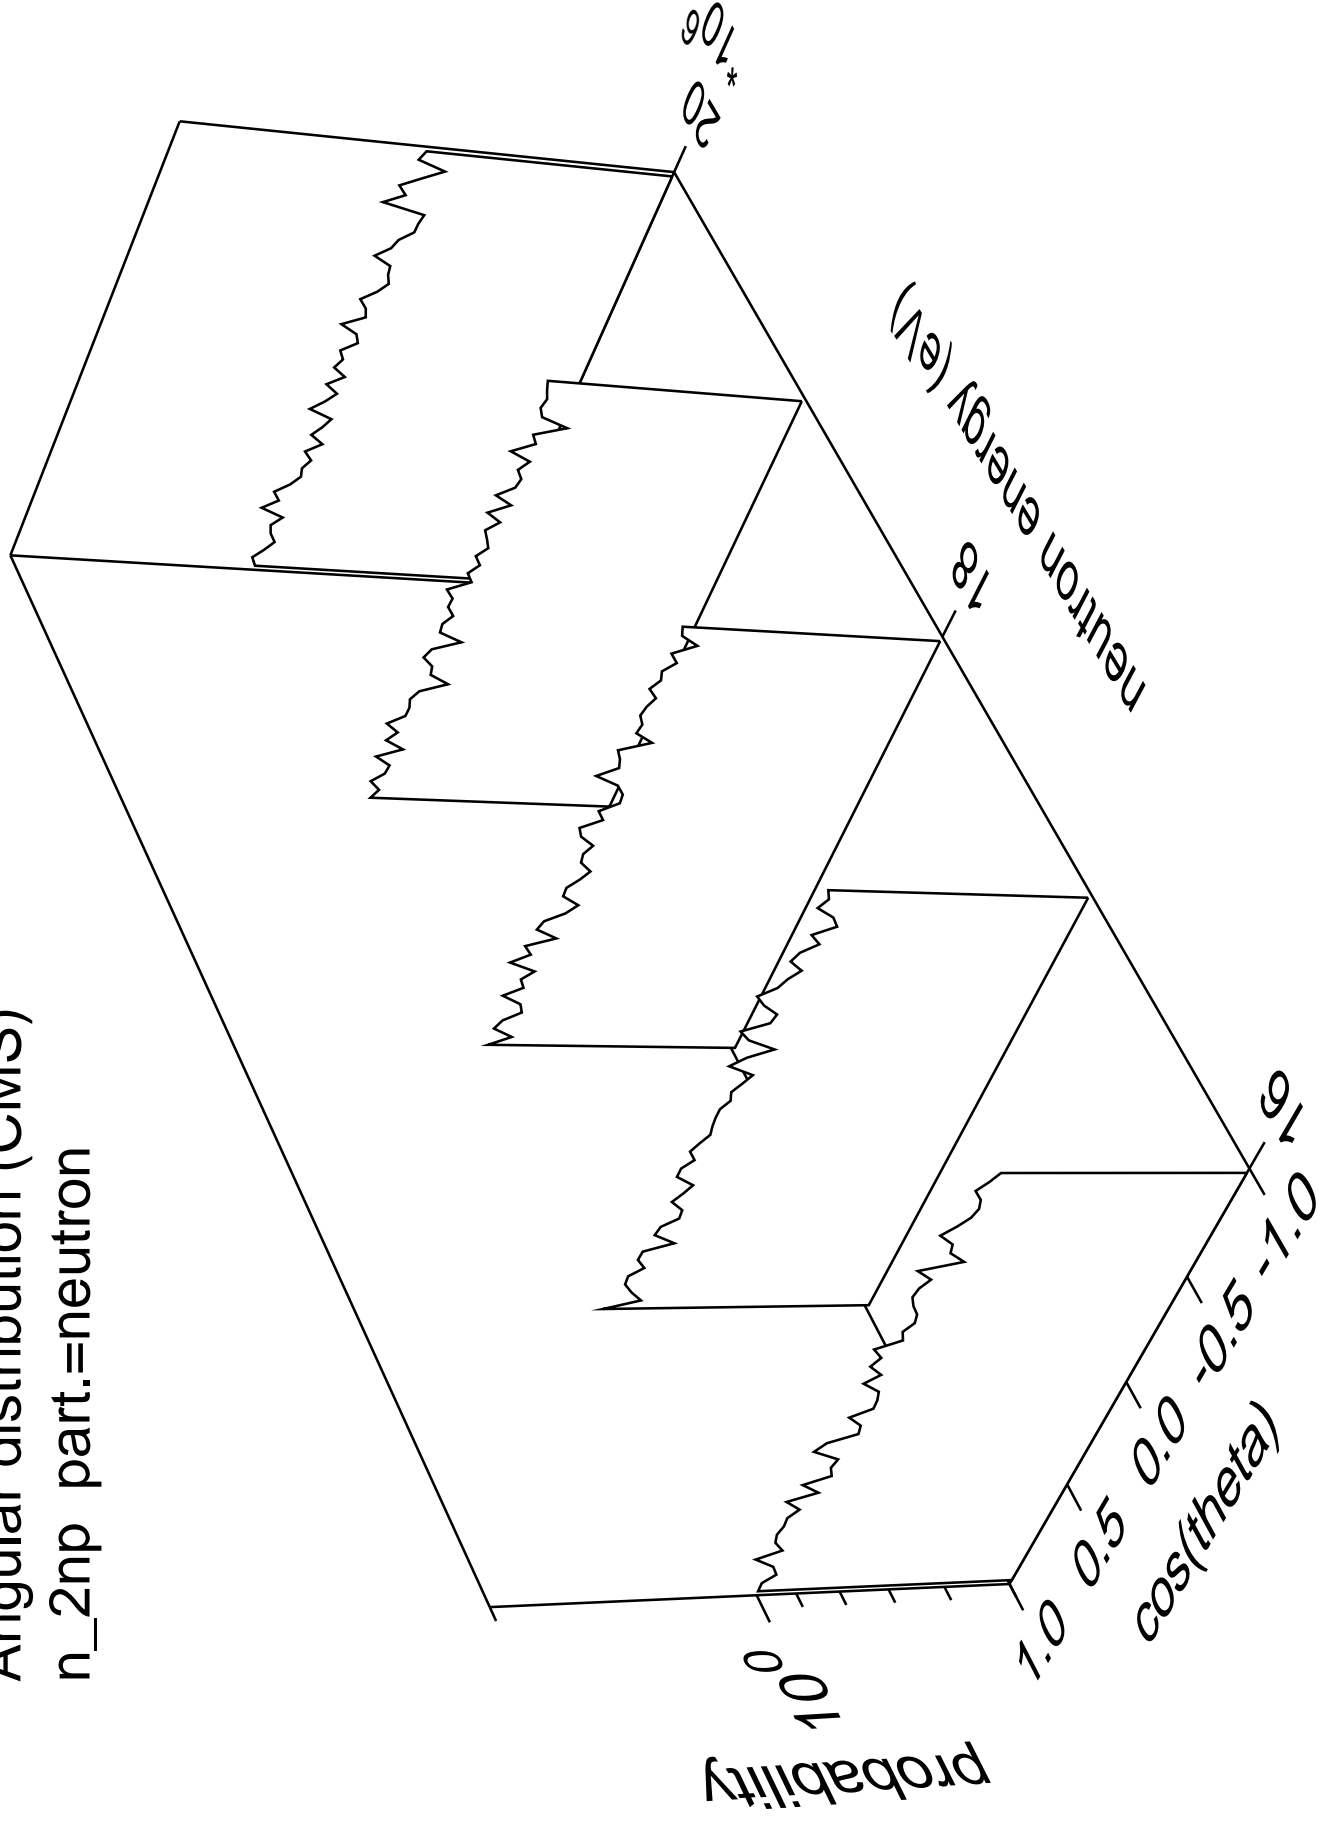 Angular distribution (CMS)
n_2np part.=neutron
probability
10 0
1.0 0.5 0.0 -0.5 -1.0
cos(theta)
16 18 20
* 10 6
neutron energy (eV)